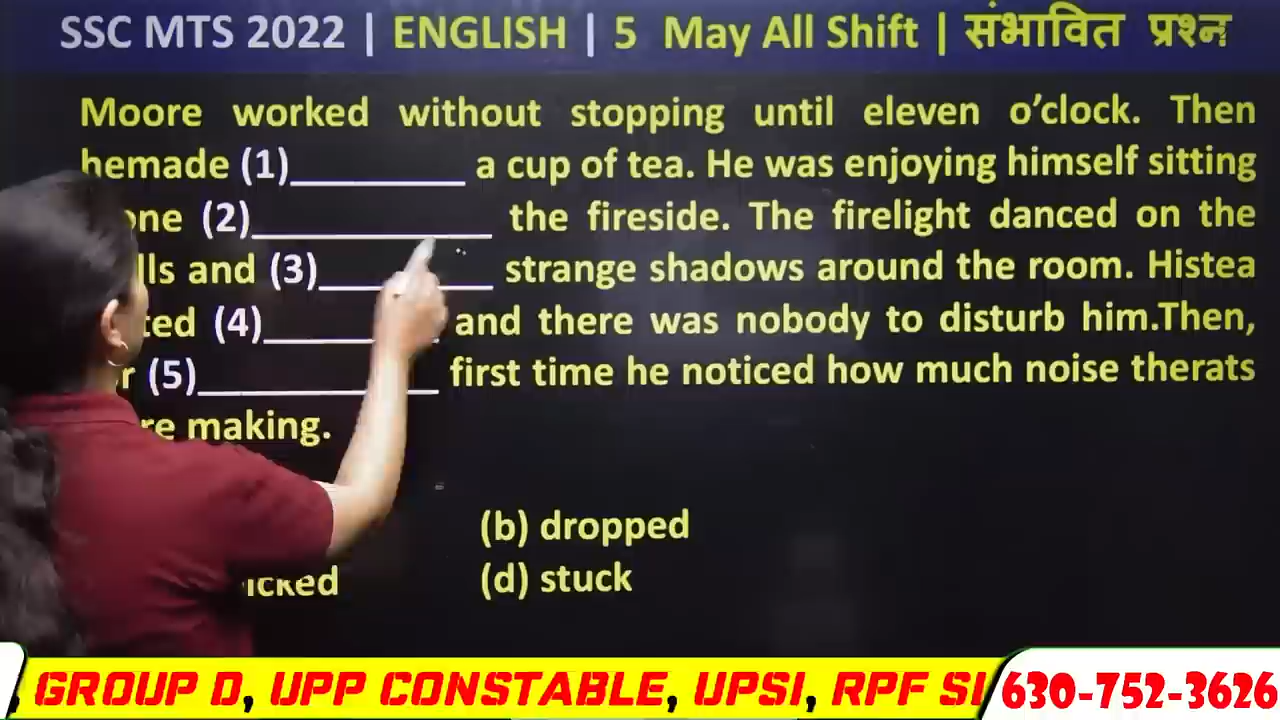 SSC MTS 2022 | ENGLISH | 5 May All Shift | संभावित प्रश्न
Moore worked without stopping until eleven o’clock. Then
hemade (1)__________ a cup of tea. He was enjoying himself sitting
(2)__________ the fireside. The firelight danced on the
and (3)__________ strange shadows around the room. Histea
(4)__________ and there was nobody to disturb him.Then,
(5)__________ first time he noticed how much noise therats
making.
(b) dropped
(d) stuck
, GROUP D, UPP CONSTABLE, UPSI, RPF SI
630-752-3626